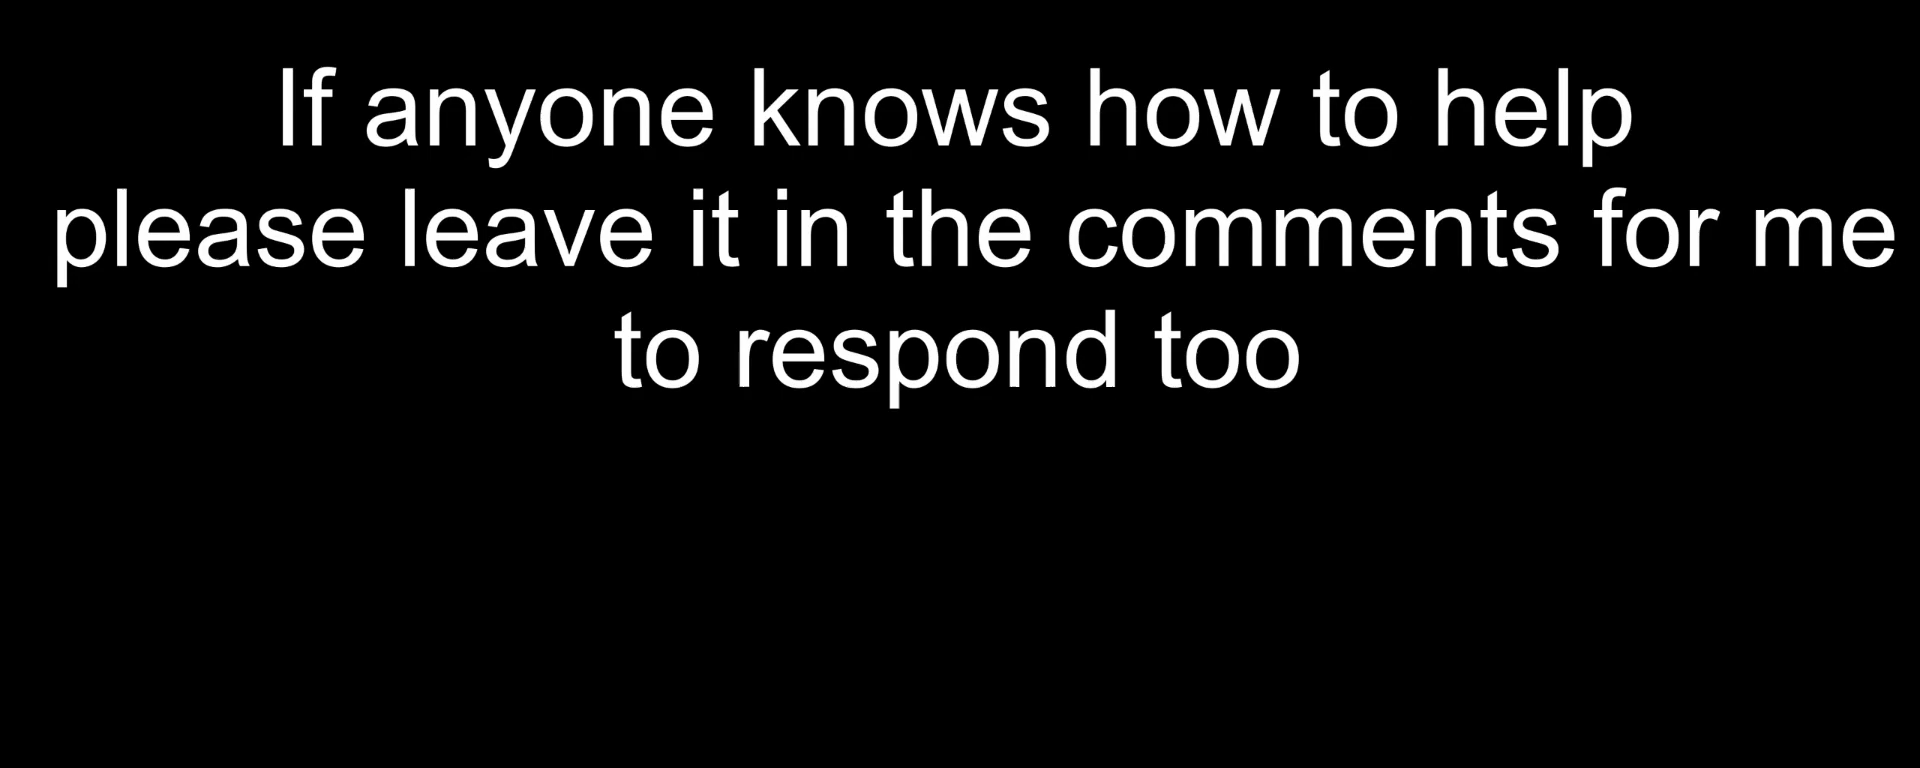 If anyone knows how to help
please leave it in the comments for me
to respond too